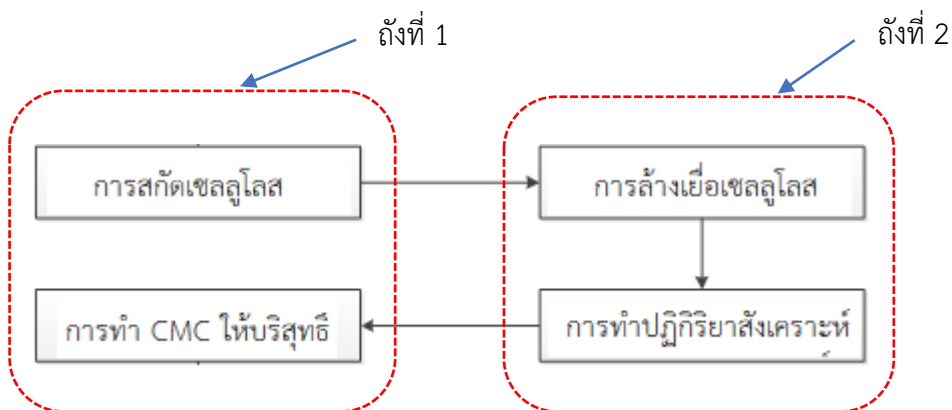 ถังที่ 1
ถังที่ 2
การสกัดเซลลูโลส
การล้างเยื่อเซลลูโลส
การทำ CMC ให้บริสุทธิ์
การทำปฏิกิริยาสังเคราะห์